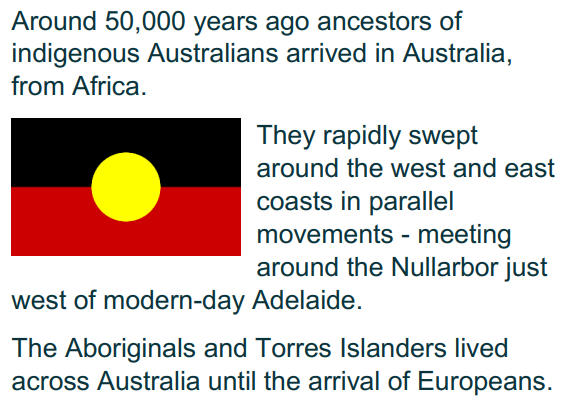 Around 50,000 years ago ancestors of
indigenous Australians arrived in Australia,
from Africa.
They rapidly swept
around the west and east
coasts in parallel
movements - meeting
around the Nullarbor just
west of modern-day Adelaide.
The Aboriginals and Torres Islanders lived
across Australia until the arrival of Europeans.